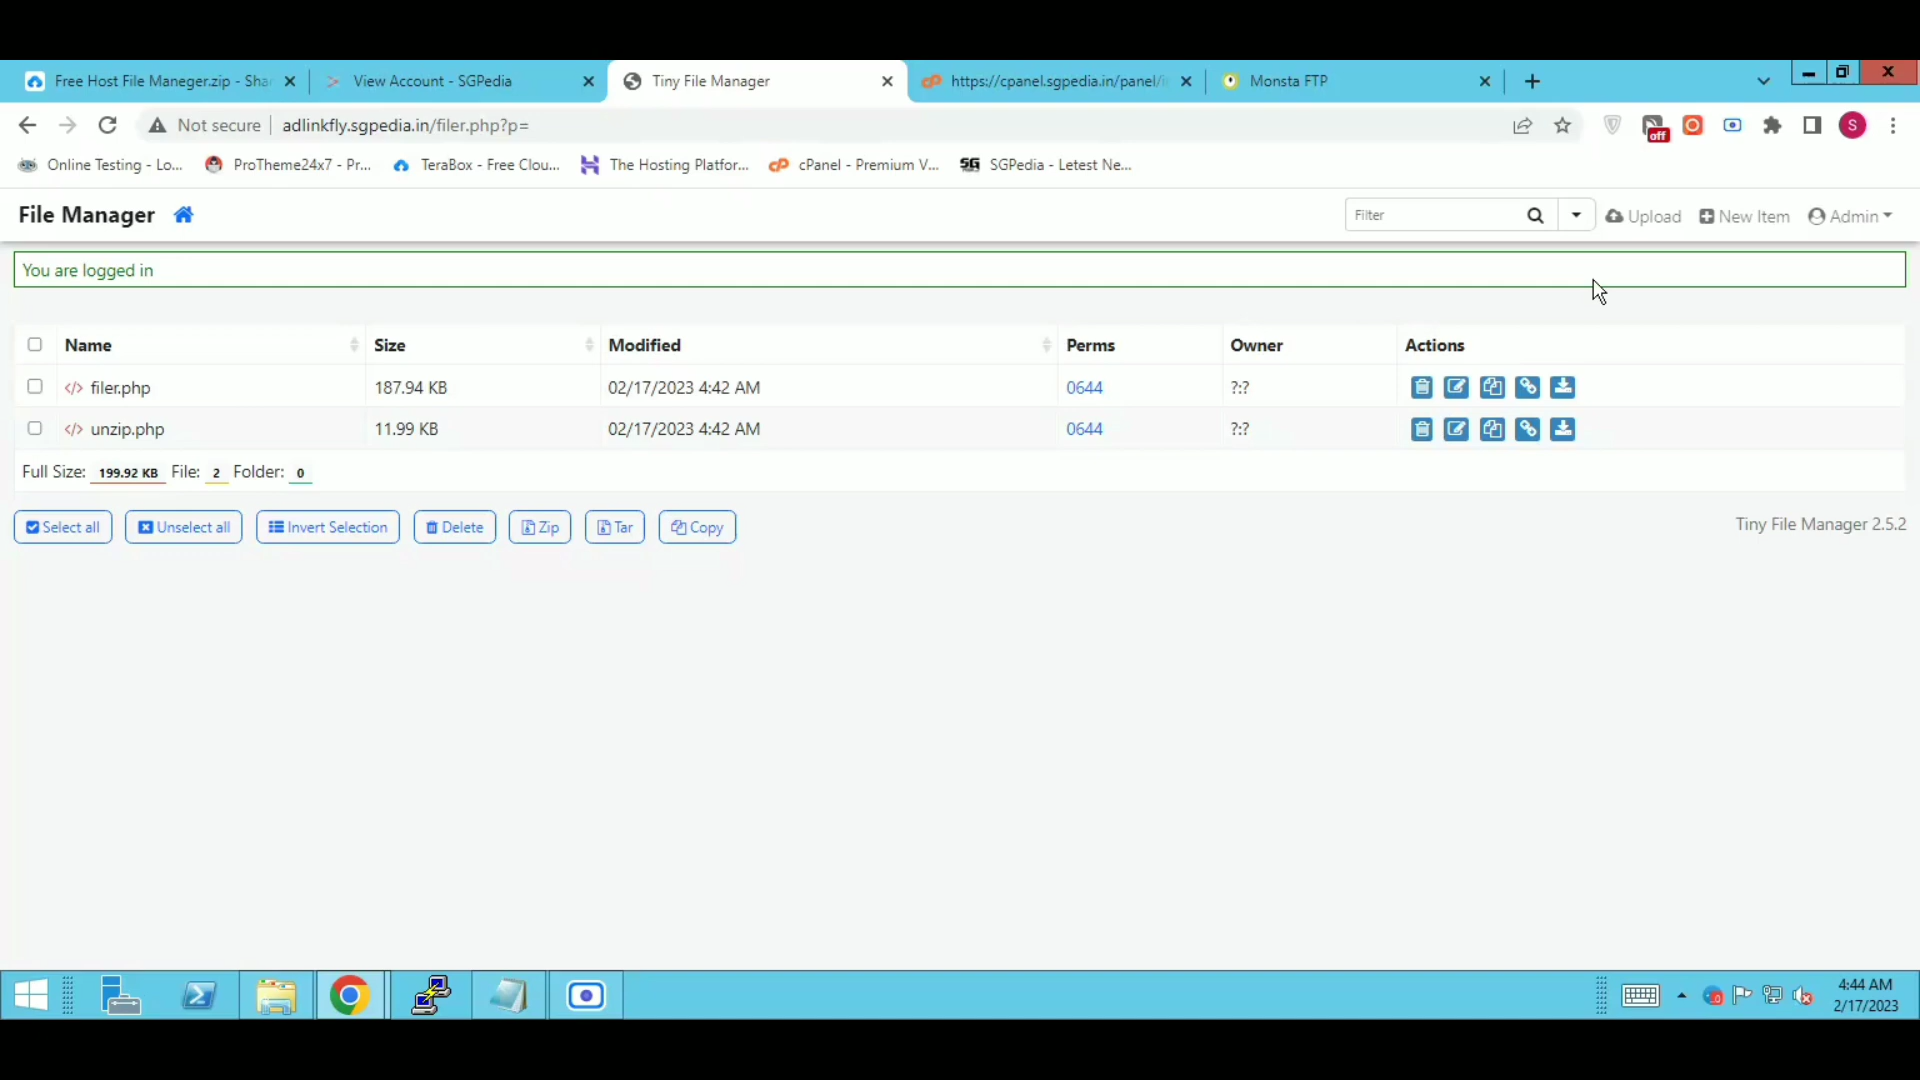 Free Host File Maneger.zip - Sha
View Account - SGPedia
Tiny File Manager
https://cpanel.sgpedia.in/panel/i
Monsta FTP
Not secure
adlinkfly.sgpedia.in/filer.php?p=
off
S
Online Testing - Lo...
ProTheme24x7 - Pr...
TeraBox - Free Clou...
The Hosting Platfor...
cPanel - Premium V...
SG
SGPedia - Letest Ne...
File Manager
Filter
Upload
New Item
Admin
You are logged in
Name Size Modified Perms Owner Actions
filer.php 187.94 KB 02/17/2023 4:42 AM 0644 ?:?
unzip.php 11.99 KB 02/17/2023 4:42 AM 0644 ?:?
Full Size: 199.92 KB File: 2 Folder: 0
Select all
Unselect all
Invert Selection
Delete
Zip
Tar
Copy
Tiny File Manager 2.5.2
4:44 AM
2/17/2023